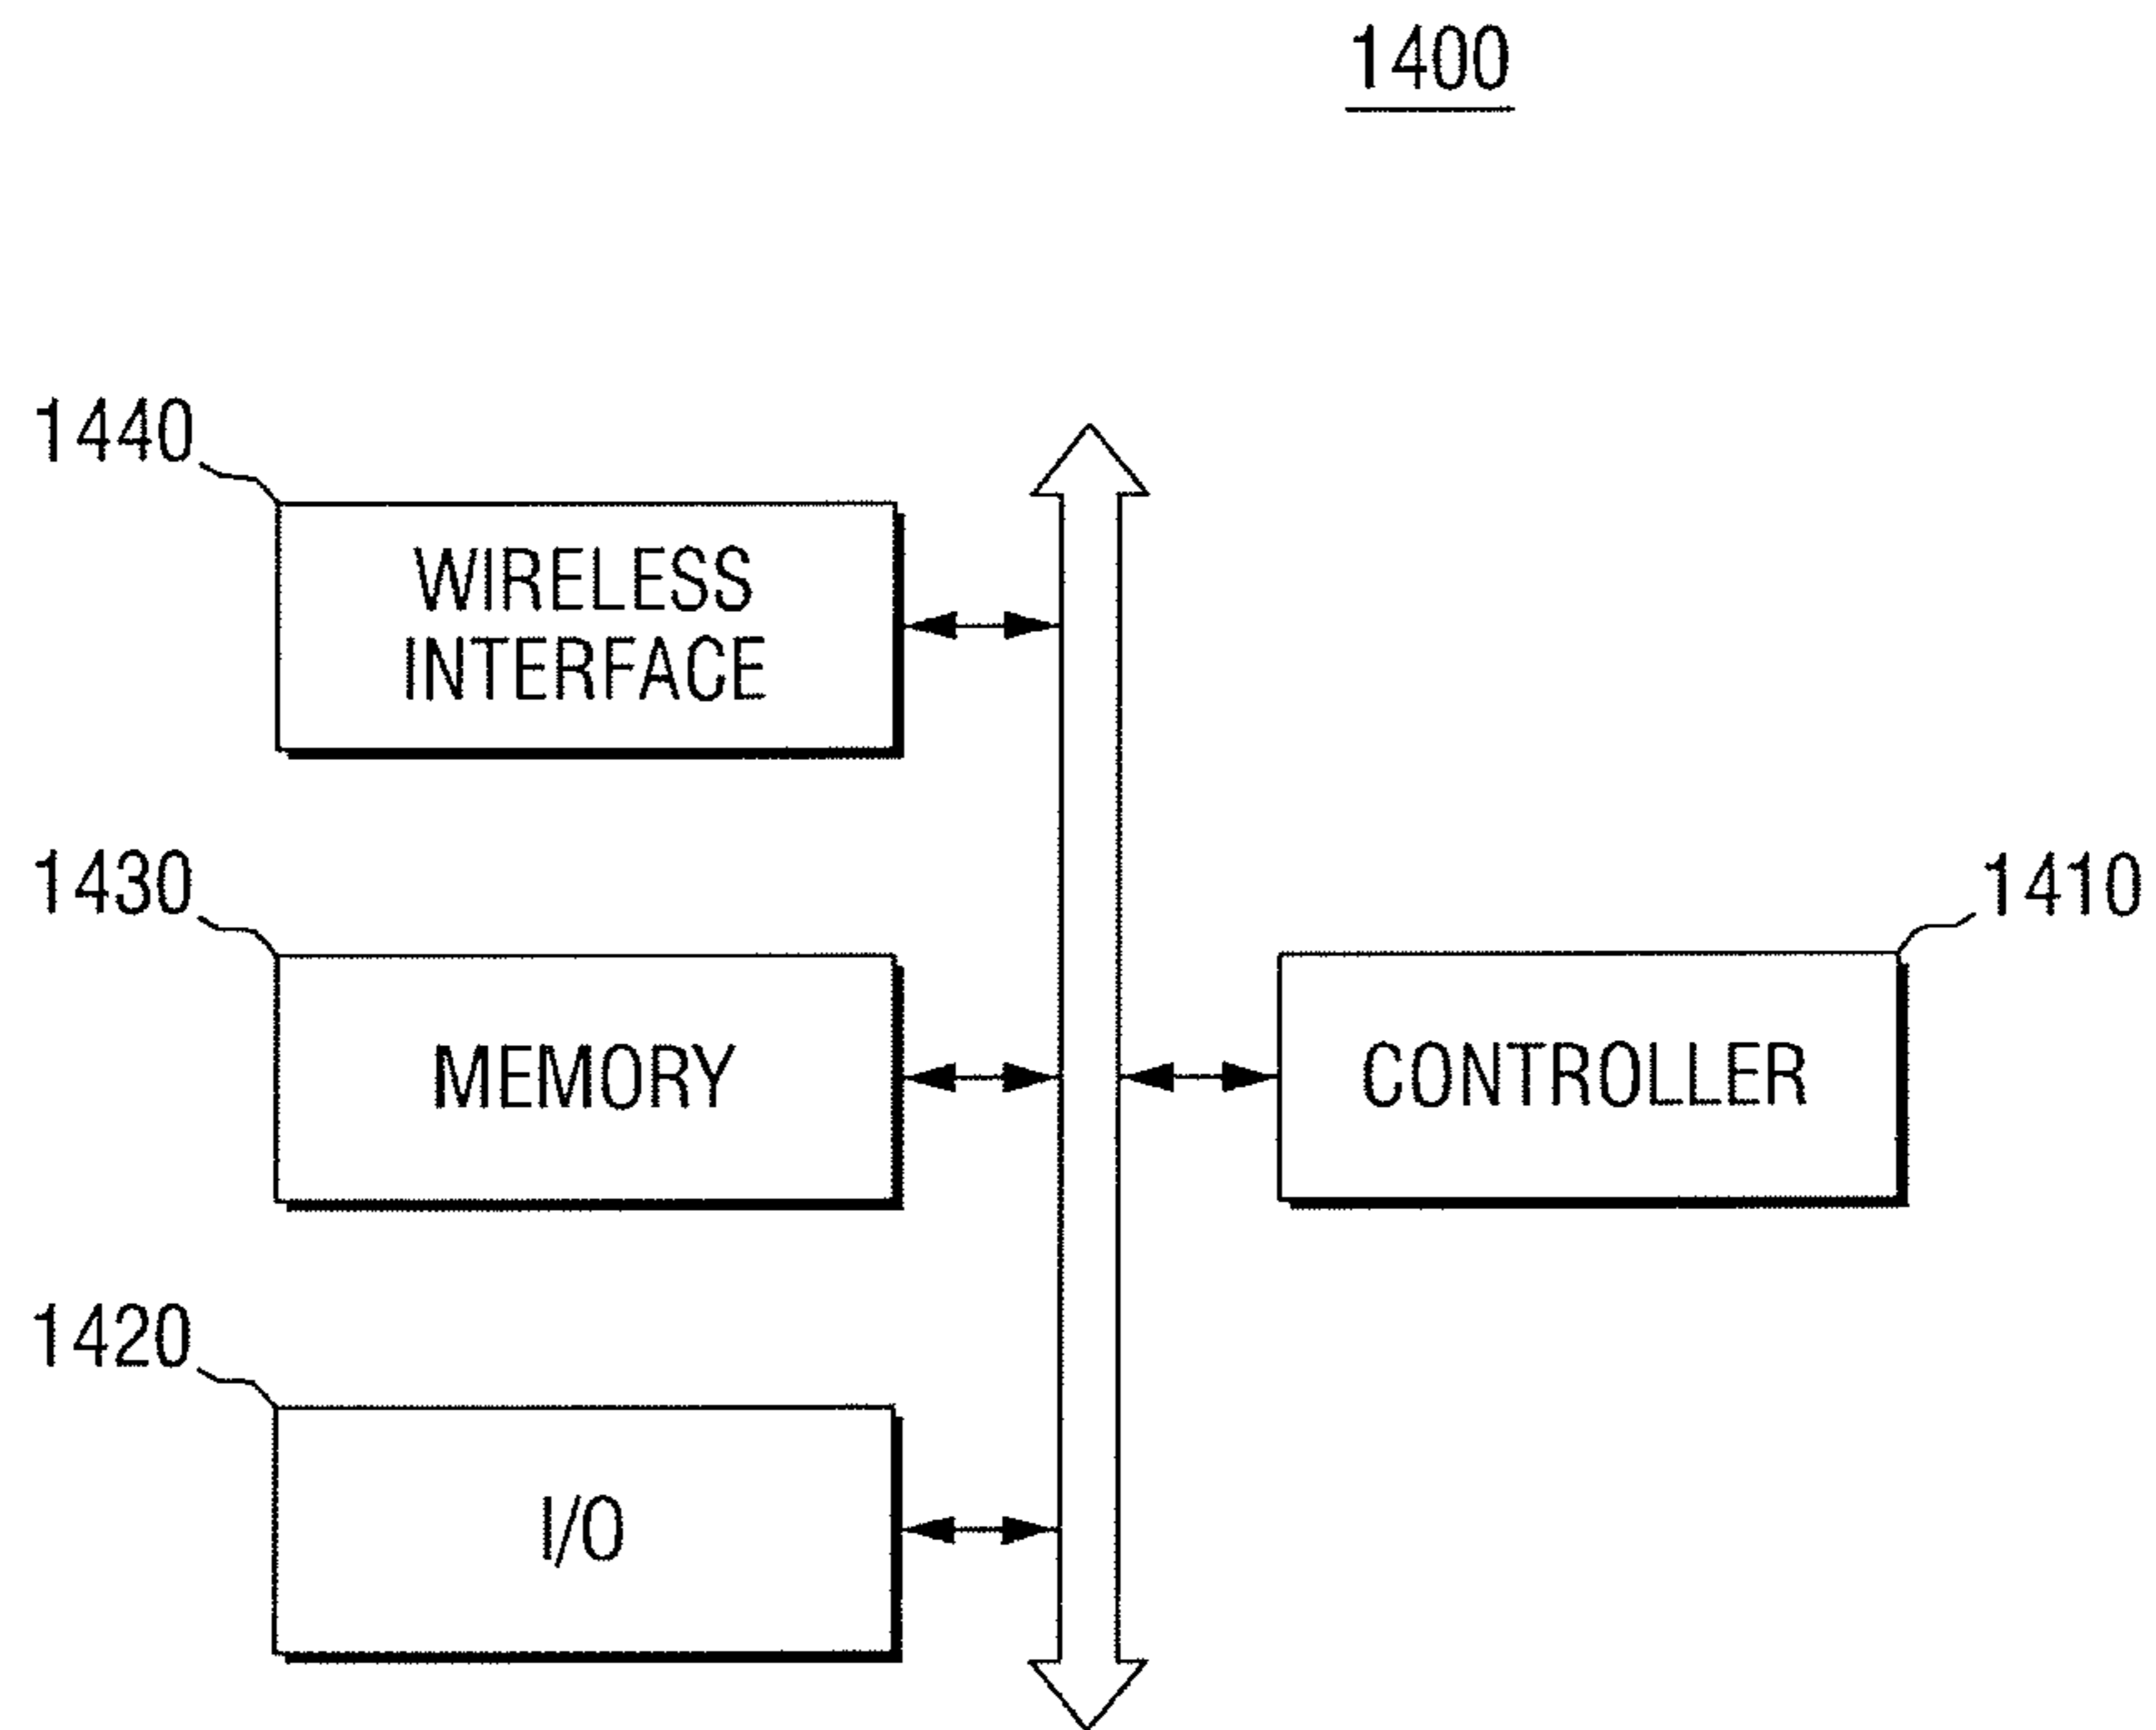 1400
1440
WIRELESS
INTERFACE
1430
MEMORY
1410
CONTROLLER
1420
I/O